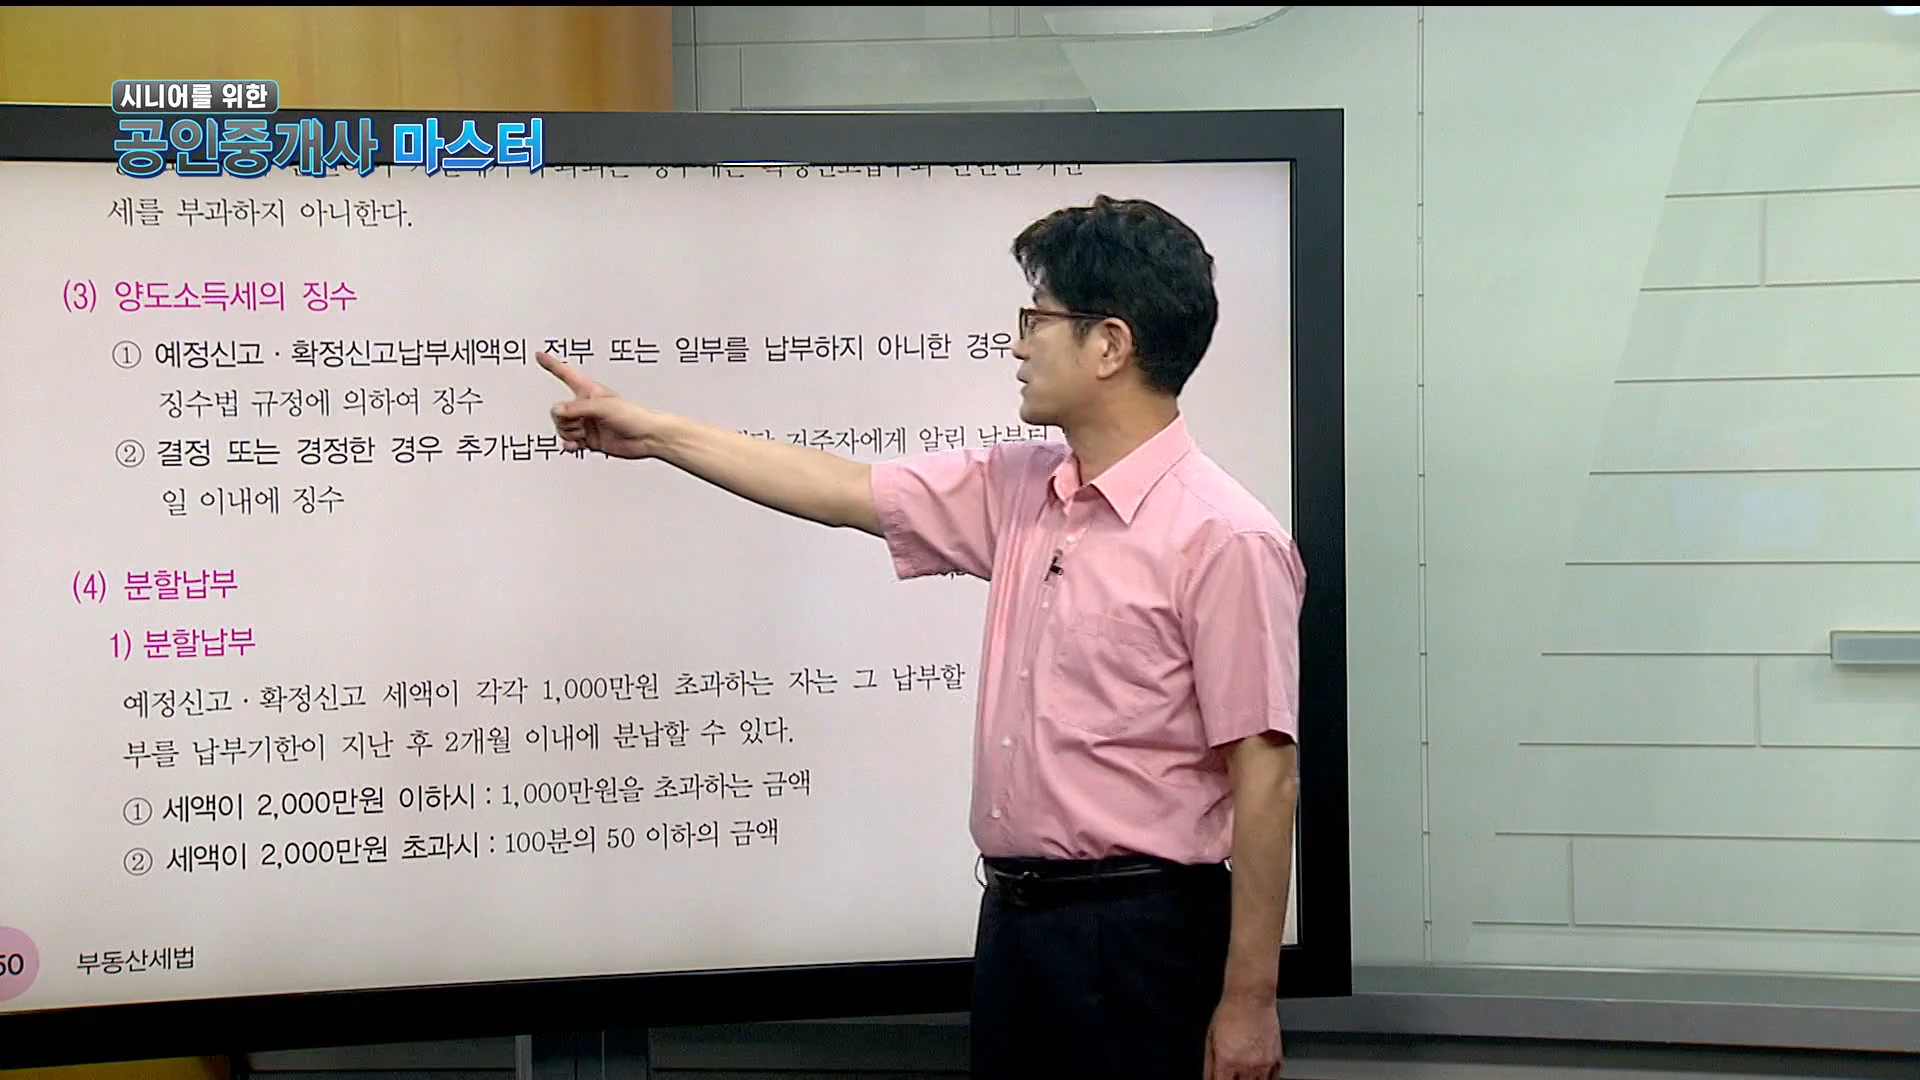 시니어를 위한
공인중개사 마스터
세를 부과하지 아니한다.
(3) 양도소득세의 징수
① 예정신고 · 확정신고납부세액의 전부 또는 일부를 납부하지 아니한 경우
징수법 규정에 의하여 징수
② 결정 또는 경정한 경우 추가납부 거주자에게 알린 날부터
일 이내에 징수
(4) 분할납부
1) 분할납부
예정신고 · 확정신고 세액이 각각 1,000만원 초과하는 자는 그 납부할
부를 납부기한이 지난 후 2개월 이내에 분납할 수 있다.
① 세액이 2,000만원 이하시 : 1,000만원을 초과하는 금액
② 세액이 2,000만원 초과시 : 100분의 50 이하의 금액
50 부동산세법